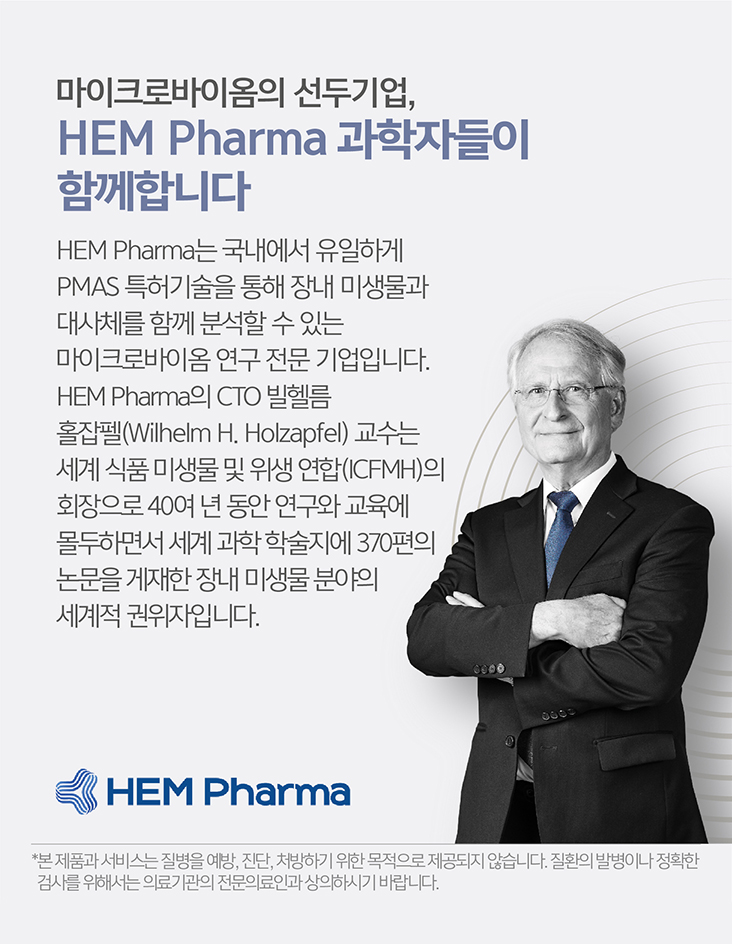 마이크로바이옴의 선두기업,
HEM Pharma 과학자들이
함께합니다
HEM Pharma는 국내에서 유일하게
PMAS 특허기술을 통해 장내 미생물과
대사체를 함께 분석할 수 있는
마이크로바이옴 연구 전문 기업입니다.
HEM Pharma의 CTO 빌헬름
홀잡펠(Wilhelm H. Holzapfel) 교수는
세계 식품 미생물 및 위생 연합(ICFMH)의
회장으로 40여 년 동안 연구와 교육에
몰두하면서 세계 과학 학술지에 370편의
논문을 게재한 장내 미생물 분야의
세계적 권위자입니다.
HEM Pharma
*본 제품과 서비스는 질병을 예방, 진단, 처방하기 위한 목적으로 제공되지 않습니다. 질환의 발병이나 정확한
검사를 위해서는 의료기관의 전문의료인과 상의하시기 바랍니다.